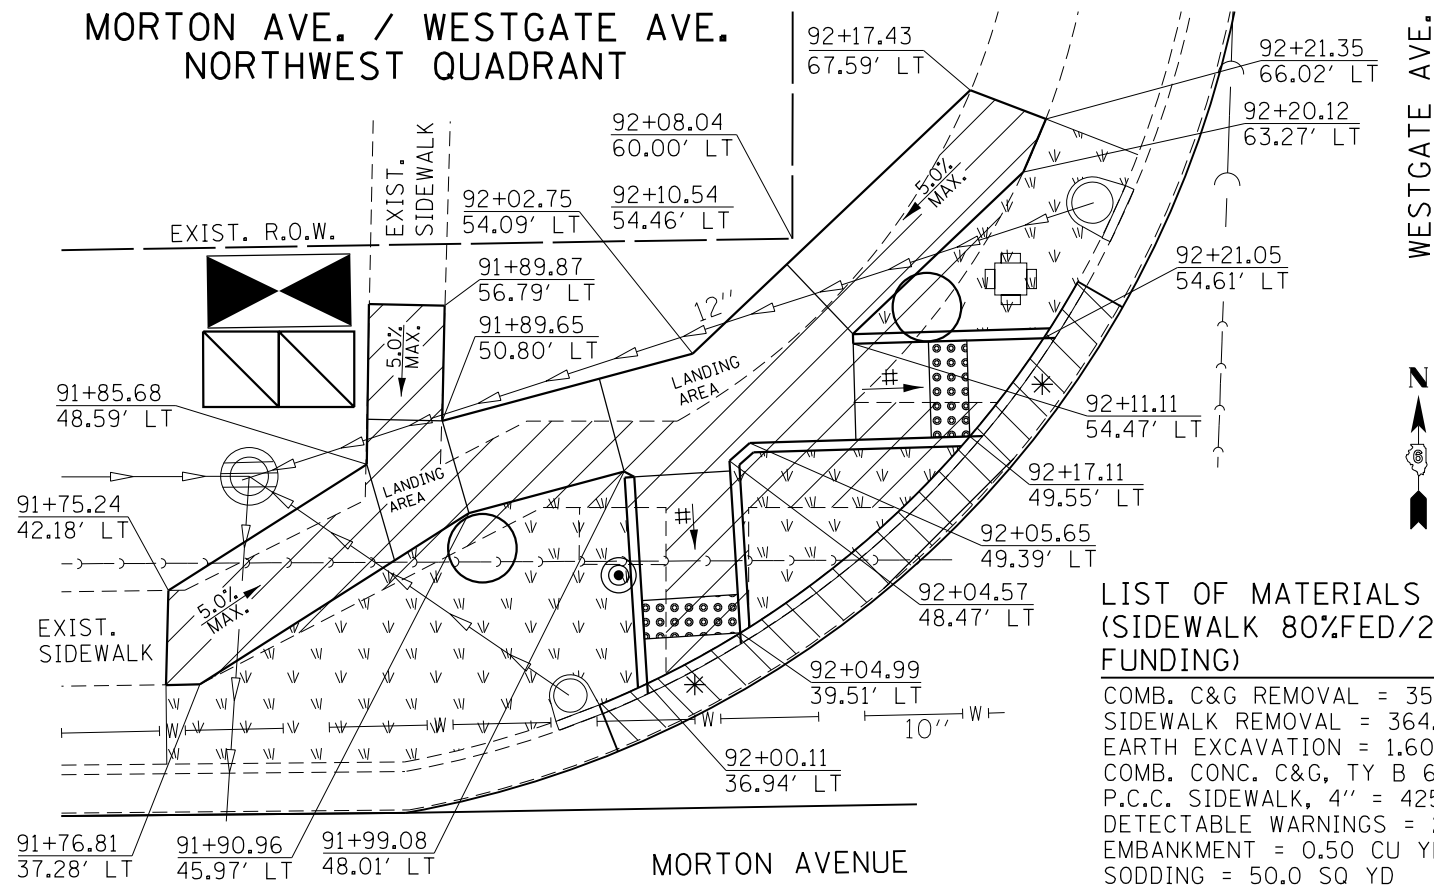 MORTON AVE. / WESTGATE AVE.
NORTHWEST QUADRANT
92+17.43
67.59' LT
92+21.35
66.02' LT
WESTGATE AVE.
92+20.12
63.27' LT
92+08.04
60.00' LT
EXIST.
SIDEWALK
5.0%
MAX.
92+02.75
54.09' LT
92+10.54
54.46' LT
EXIST. R.O.W.
91+89.87
56.79' LT
92+21.05
54.61' LT
12''
91+89.65
50.80' LT
5.0%
MAX.
LANDING
AREA
#
91+85.68
48.59' LT
N
92+11.11
54.47' LT
6
92+17.11
49.55' LT
LANDING
AREA
91+75.24
42.18' LT
#
92+05.65
49.39' LT
92+04.57
48.47' LT
5.0%
MAX.
EXIST.
SIDEWALK
92+04.99
39.51' LT
W
W
W
W
10''
92+00.11
36.94' LT
91+76.81
37.28' LT
91+90.96
45.97' LT
91+99.08
48.01' LT
MORTON AVENUE
LIST OF MATERIALS
(SIDEWALK 80%FED/2
FUNDING)
COMB. C&G REMOVAL = 35
SIDEWALK REMOVAL = 364.
EARTH EXCAVATION = 1.60
COMB. CONC. C&G, TY B 6
P.C.C. SIDEWALK, 4'' = 425
DETECTABLE WARNINGS =
EMBANKMENT = 0.50 CU Y
SODDING = 50.0 SQ YD